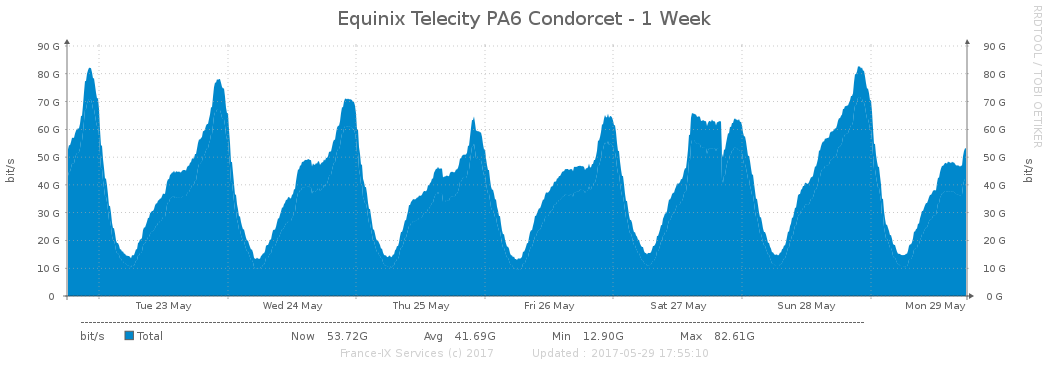 Equinix Telecity PA6 Condorcet - 1 Week
RRDTOOL / TOBI OETIKER
90 G 90 G
80 G 80 G
70 G 70 G
60 G 60 G
50 G 50 G
40 G 40 G
30 G 30 G
20 G 20 G
10 G 10 G
0 0 G
bit/s bit/s
Tue 23 May Wed 24 May Thu 25 May Fri 26 May Sat 27 May Sun 28 May Mon 29 May
bit/s Total Now 53.72G Avg 41.69G Min 12.90G Max 82.61G
France-IX Services (c) 2017 Updated : 2017-05-29 17:55:10